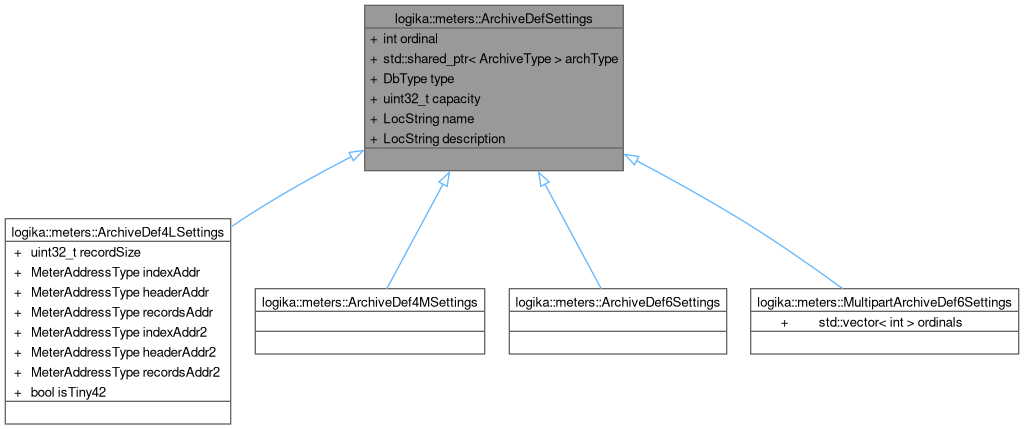 logika::meters::ArchiveDefSettings
+ int ordinal
+ std::shared_ptr< ArchiveType > archType
+ DbType type
+ uint32_t capacity
+ LocString name
+ LocString description
logika::meters::ArchiveDef4LSettings
+ uint32_t recordSize
+ MeterAddressType indexAddr
+ MeterAddressType headerAddr
+ MeterAddressType recordsAddr
+ MeterAddressType indexAddr2
+ MeterAddressType headerAddr2
+ MeterAddressType recordsAddr2
+ bool isTiny42
logika::meters::ArchiveDef4MSettings
logika::meters::ArchiveDef6Settings
logika::meters::MultipartArchiveDef6Settings
+ std::vector< int > ordinals